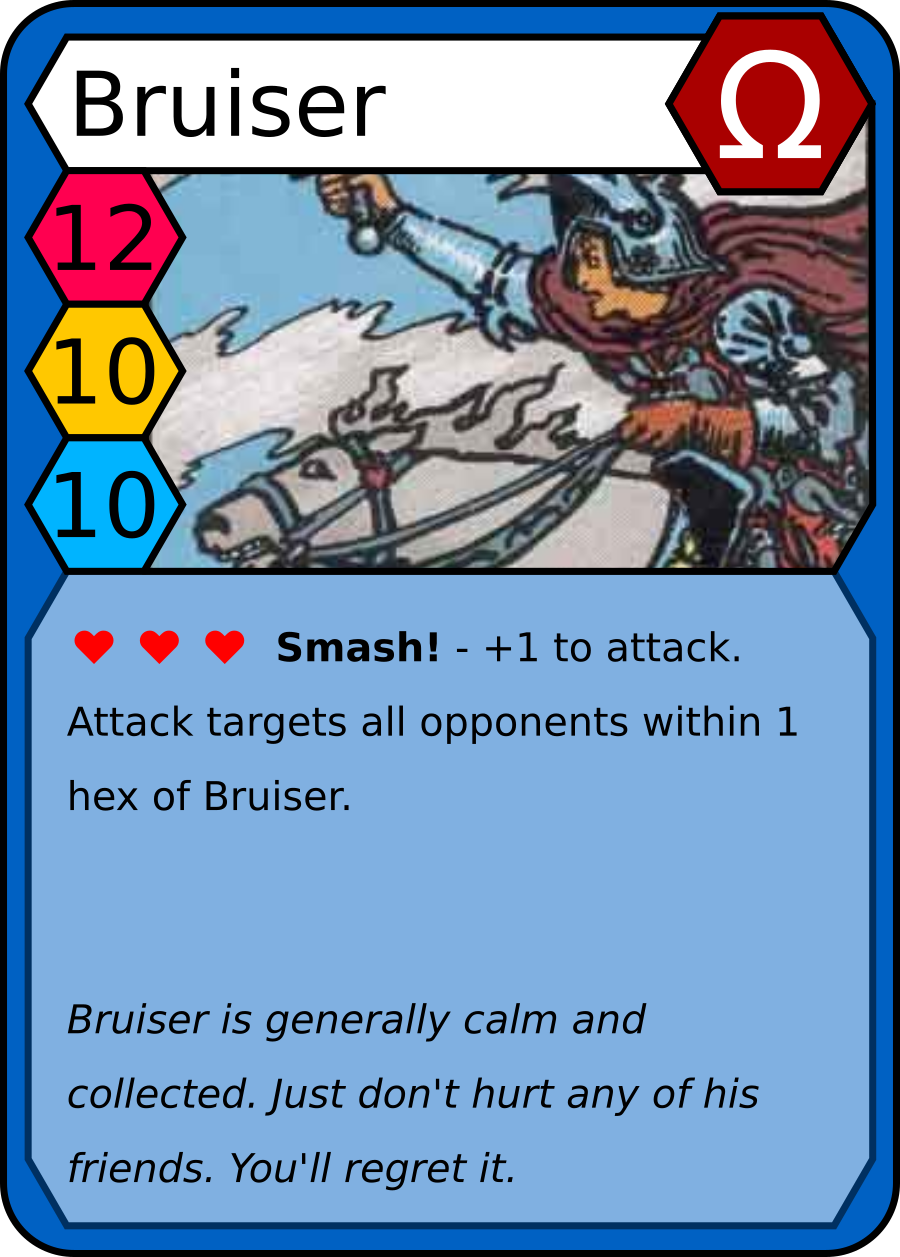 Bruiser
Ω
12
10
10
♥ ♥ ♥ Smash! - +1 to attack.
Attack targets all opponents within 1
hex of Bruiser.
Bruiser is generally calm and
collected. Just don't hurt any of his
friends. You'll regret it.